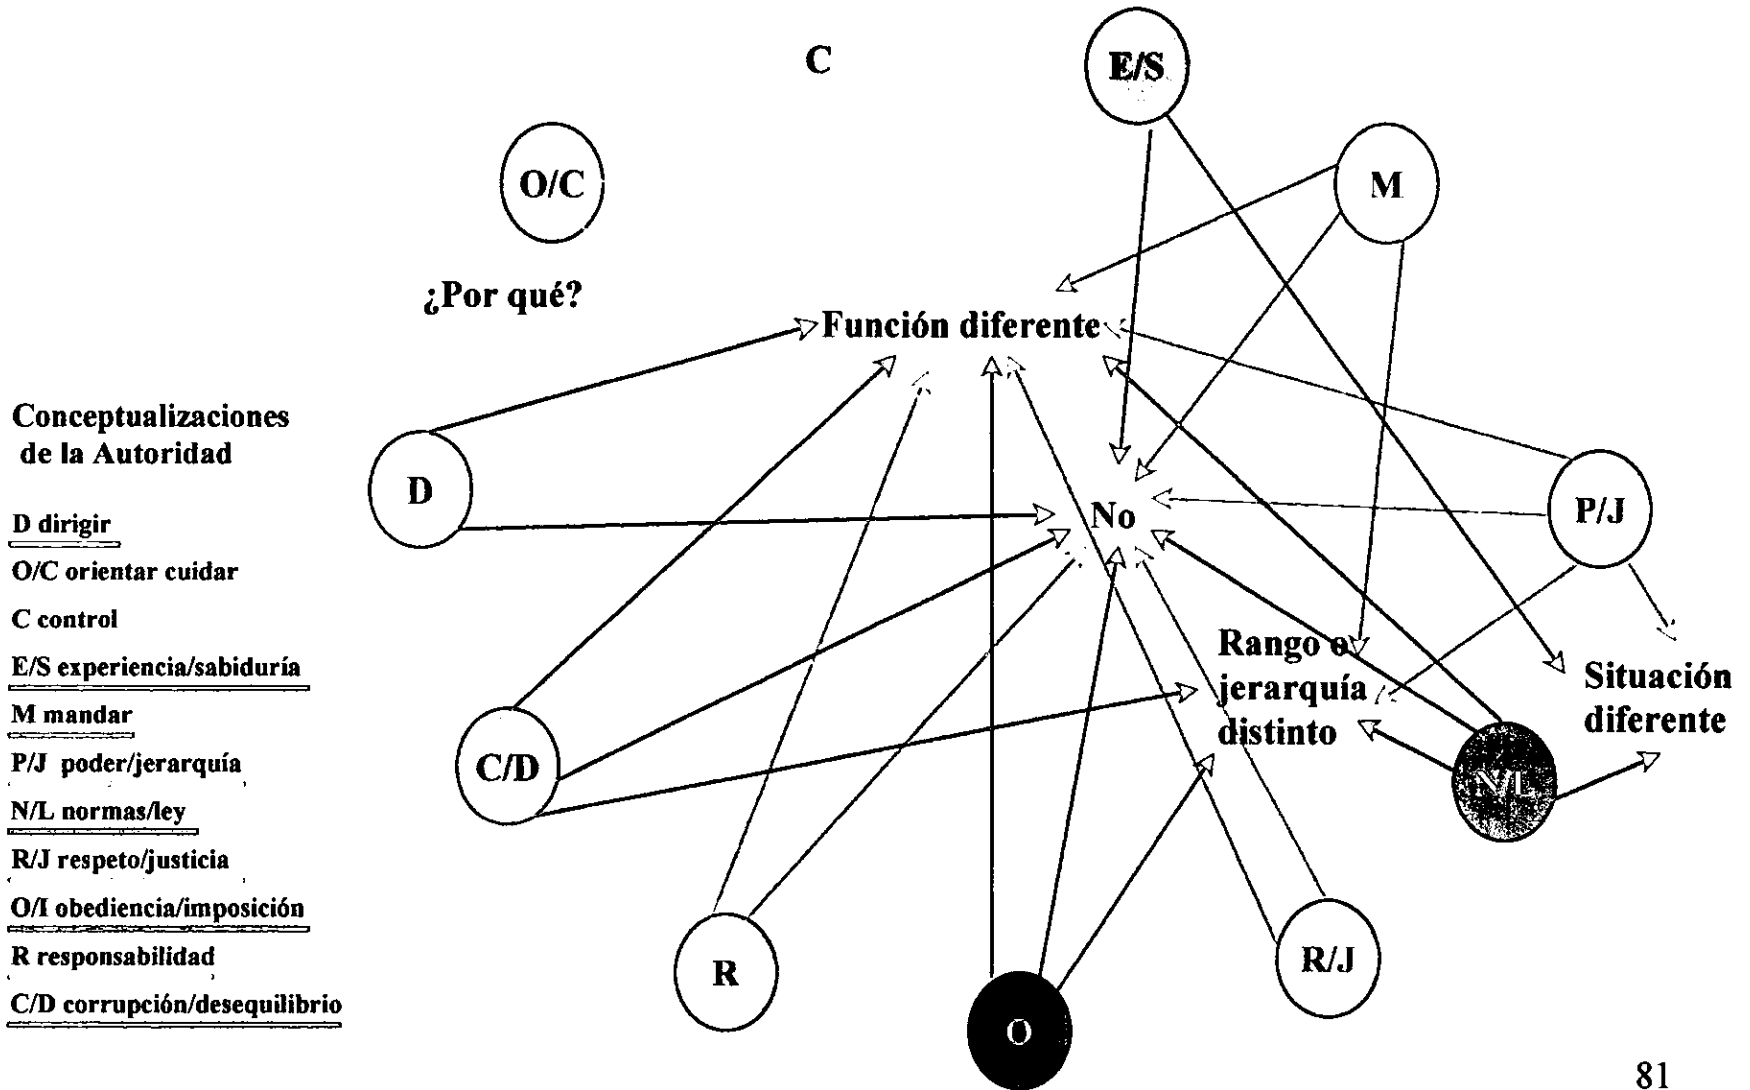 C
E/S
O/C
M
¿Por qué?
Función diferente
Conceptualizaciones
de la Autoridad
D
No
P/J
D dirigir
O/C orientar cuidar
C control
E/S experiencia/sabiduría
M mandar
P/J poder/jerarquía
N/L normas/ley
R/J respeto/justicia
O/I obediencia/imposición
R responsabilidad
C/D corrupción/desequilibrio
Rango o
jerarquía
distinto
Situación
diferente
C/D
N/L
R
R/J
O
81